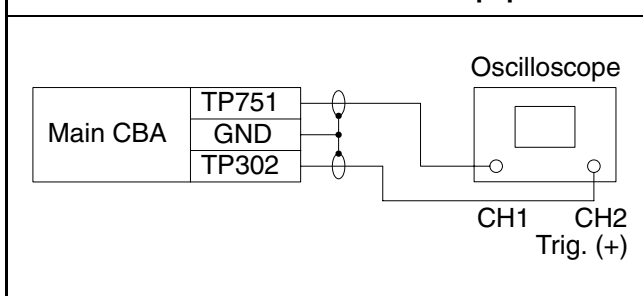 Oscilloscope
TP751
Main CBA
GND
TP302
CH1
CH2
Trig. (+)